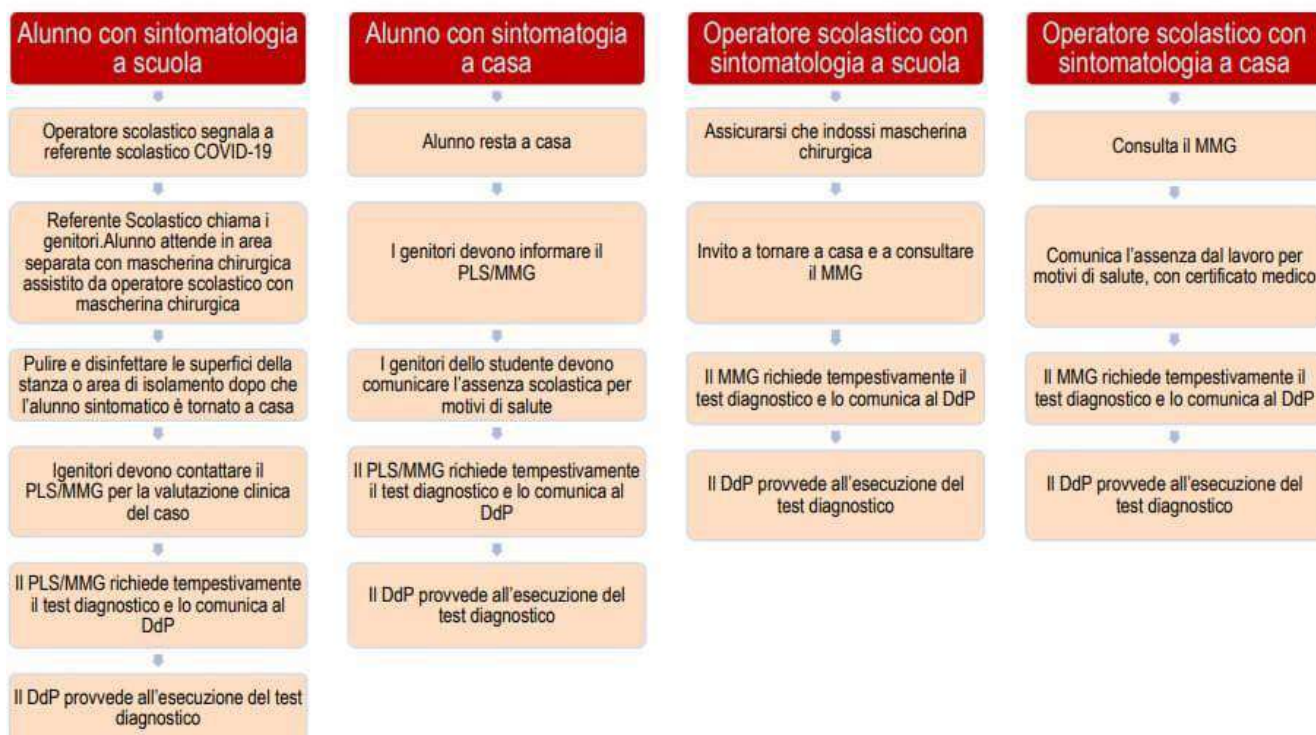 Alunno con sintomatologia
a scuola
Operatore scolastico segnala a
referente scolastico COVID-19
Referente Scolastico chiama i
genitori.Alunno attende in area
separata con mascherina chirurgica
assistito da operatore scolastico con
mascherina chirurgica
Pulire e disinfettare le superfici della
stanza o area di isolamento dopo che
l'alunno sintomatico è tornato a casa
Igenitori devono contattare il
PLS/MMG per la valutazione clinica
del caso
Il PLS/MMG richiede tempestivamente
il test diagnostico e lo comunica al
DdP
Il DdP provvede all'esecuzione del test
diagnostico
Alunno con sintomatogia
a casa
Alunno resta a casa
I genitori devono informare il
PLS/MMG
I genitori dello studente devono
comunicare l'assenza scolastica per
motivi di salute
Il PLS/MMG richiede tempestivamente
il test diagnostico e lo comunica al
DdP
Il DdP provvede all'esecuzione del
test diagnostico
Operatore scolastico con
sintomatologia a scuola
Assicurarsi che indossi mascherina
chirurgica
Invito a tornare a casa e a consultare
il MMG
Il MMG richiede tempestivamente il
test diagnostico e lo comunica al DdP
Il DdP provvede all'esecuzione del
test diagnostico
Operatore scolastico con
sintomatologia a casa
Consulta il MMG
Comunica l'assenza dal lavoro per
motivi di salute, con certificato medico
Il MMG richiede tempestivamente il
test diagnostico e lo comunica al DdP
Il DdP provvede all'esecuzione del
test diagnostico